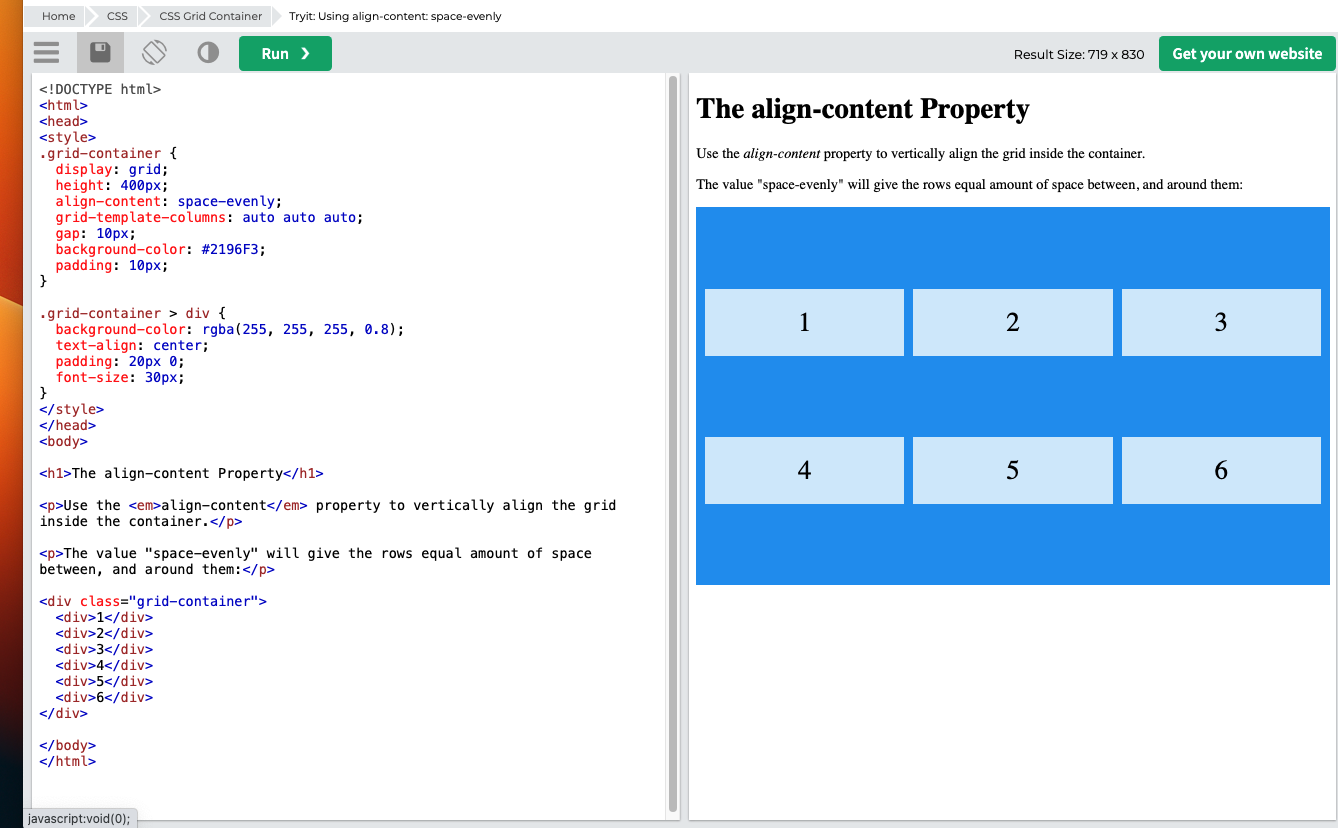 Home CSS CSS Grid Container Tryit: Using align-content: space-evenly
Run ❯ Result Size: 719 x 830 Get your own website
<!DOCTYPE html>
<html>
<head>
<style>
.grid-container {
  display: grid;
  height: 400px;
  align-content: space-evenly;
  grid-template-columns: auto auto auto;
  gap: 10px;
  background-color: #2196F3;
  padding: 10px;
}

.grid-container > div {
  background-color: rgba(255, 255, 255, 0.8);
  text-align: center;
  padding: 20px 0;
  font-size: 30px;
}
</style>
</head>
<body>

<h1>The align-content Property</h1>

<p>Use the <em>align-content</em> property to vertically align the grid
inside the container.</p>

<p>The value "space-evenly" will give the rows equal amount of space
between, and around them:</p>

<div class="grid-container">
  <div>1</div>
  <div>2</div>
  <div>3</div>
  <div>4</div>
  <div>5</div>
  <div>6</div>
</div>

</body>
</html>
javascript:void(0);
The align-content Property
Use the align-content property to vertically align the grid inside the container.
The value "space-evenly" will give the rows equal amount of space between, and around them:
1 2 3
4 5 6